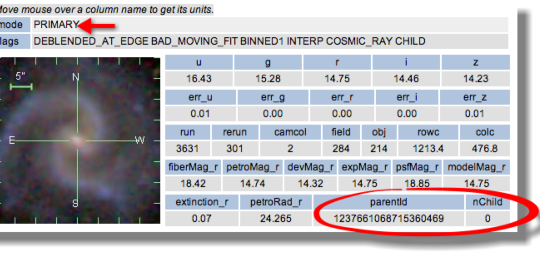 Move mouse over a column name to get its units.
mode PRIMARY
flags DEBLENDED_AT_EDGE BAD_MOVING_FIT BINNED1 INTERP COSMIC_RAY CHILD
5"
N
E
W
S
u g r i z
16.43 15.28 14.75 14.46 14.23
err_u err_g err_r err_i err_z
0.01 0.00 0.00 0.00 0.01
run rerun camcol field obj rowc colc
3631 301 2 284 214 1213.4 476.8
fiberMag_r petroMag_r devMag_r expMag_r psfMag_r modelMag_r
18.42 14.74 14.32 14.75 18.85 14.75
extinction_r petroRad_r parentId nChild
0.07 24.265 1237661068715360469 0